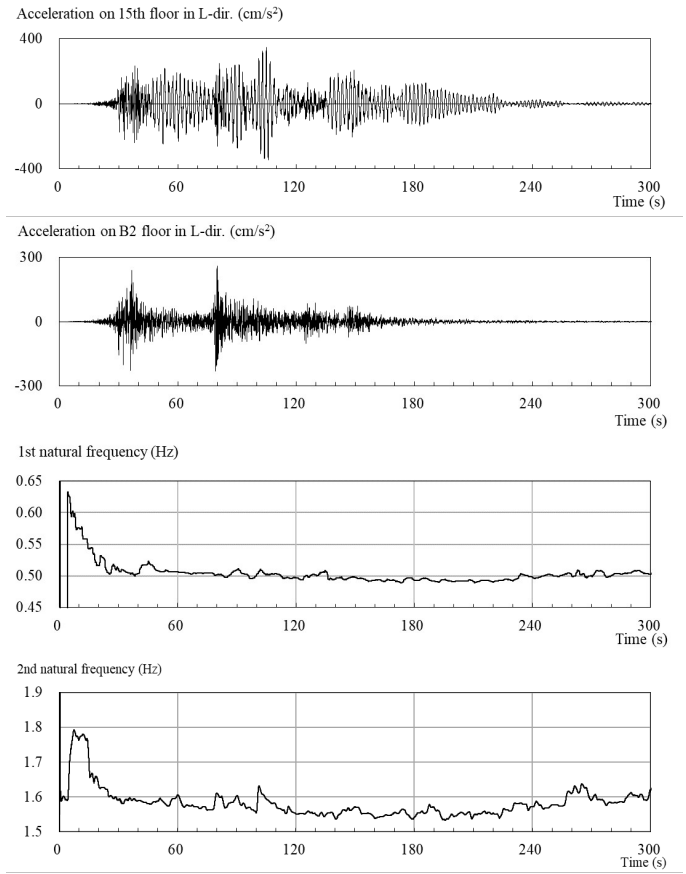 Acceleration on 15th floor in L-dir. (cm/s²)
400
0
-400
0 60 120 180 240 300
Time (s)
Acceleration on B2 floor in L-dir. (cm/s²)
300
0
-300
0 60 120 180 240 300
Time (s)
1st natural frequency (Hz)
0.65
0.60
0.55
0.50
0.45
0 60 120 180 240 300
Time (s)
2nd natural frequency (Hz)
1.9
1.8
1.7
1.6
1.5
0 60 120 180 240 300
Time (s)